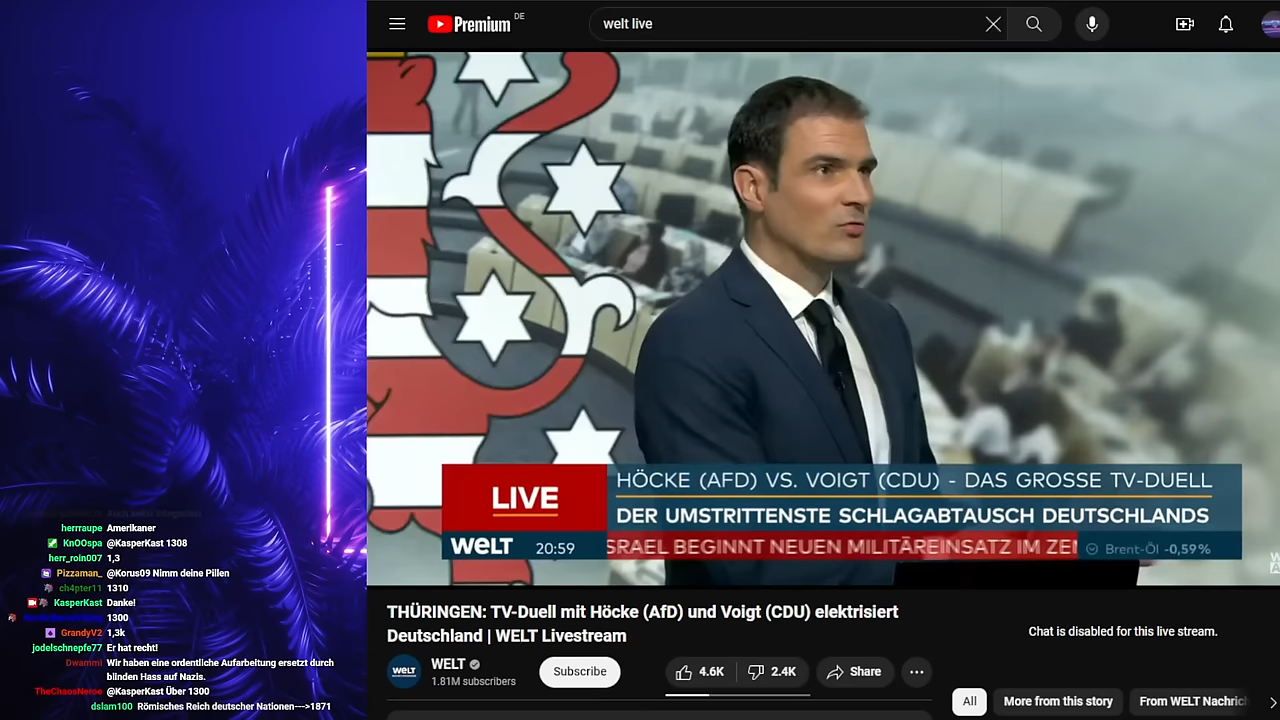 Premium DE
welt live
LIVE
HÖCKE (AFD) VS. VOIGT (CDU) - DAS GROSSE TV-DUELL
DER UMSTRITTENSTE SCHLAGABTAUSCH DEUTSCHLANDS
WELT 20:59 SRAEL BEGINNT NEUEN MILITÄREINSATZ IM ZEN Brent-Öl -0,59%
THÜRINGEN: TV-Duell mit Höcke (AfD) und Voigt (CDU) elektrisiert
Deutschland | WELT Livestream
WELT
1.81M subscribers
Subscribe
4.6K
2.4K
Share
Chat is disabled for this live stream.
All
More from this story
From WELT Nachric
herrraupe Amerikaner
KnOOspa @KasperKast 1308
herr_roin007 1,3
Pizzaman_ @Korus09 Nimm deine Pillen
ch4pter11 1310
KasperKast Danke!
1300
GrandyV2 1,3k
jodelschnepfe77 Er hat recht!
Dwammi Wir haben eine ordentliche Aufarbeitung ersetzt durch
blinden Hass auf Nazis.
TheChaosNeroe @KasperKast Über 1300
dslam100 Römisches Reich deutscher Nationen--->1871